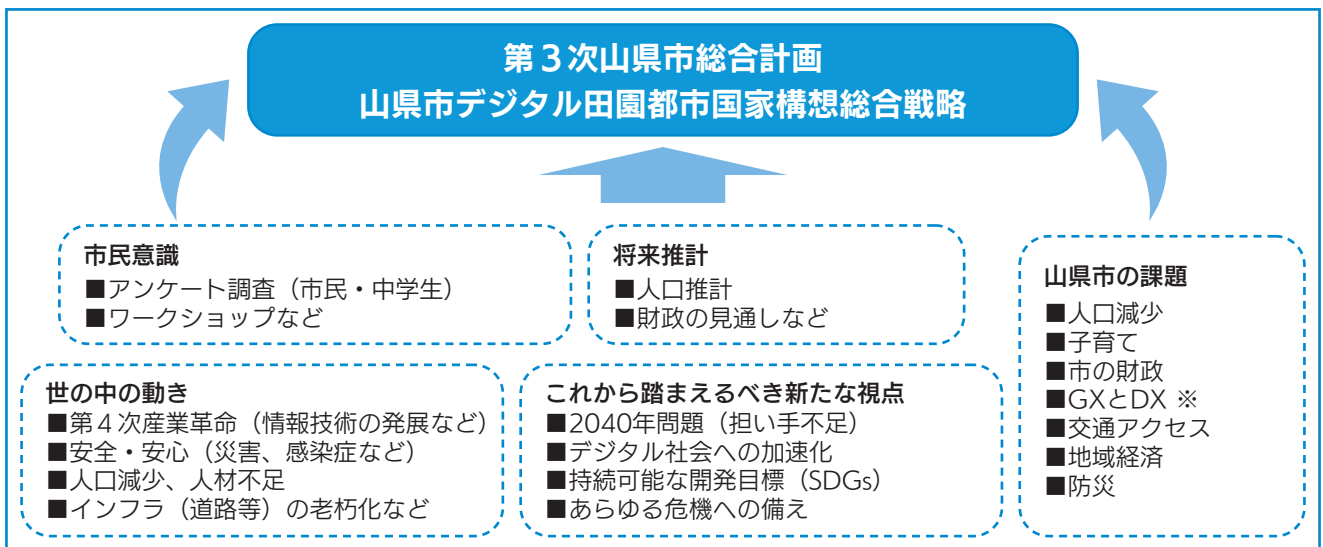 第３次山県市総合計画
山県市デジタル田園都市国家構想総合戦略
市民意識
■アンケート調査（市民・中学生）
■ワークショップなど
将来推計
■人口推計
■財政の見通しなど
山県市の課題
■人口減少
■子育て
■市の財政
■GXとDX ※
■交通アクセス
■地域経済
■防災
世の中の動き
■第４次産業革命（情報技術の発展など）
■安全・安心（災害、感染症など）
■人口減少、人材不足
■インフラ（道路等）の老朽化など
これから踏まえるべき新たな視点
■2040年問題（担い手不足）
■デジタル社会への加速化
■持続可能な開発目標（SDGs）
■あらゆる危機への備え